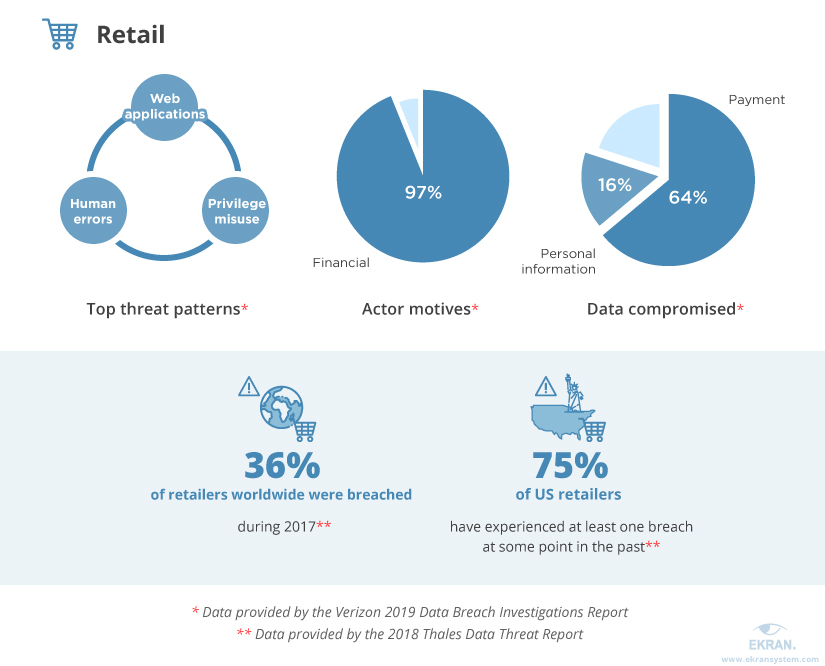 Retail
Web
applications
Human
errors
Privilege
misuse
Top threat patterns*
97%
Financial
Actor motives*
Payment
16%
64%
Personal
information
Data compromised*
36%
of retailers worldwide were breached
during 2017**
75%
of US retailers
have experienced at least one breach
at some point in the past**
* Data provided by the Verizon 2019 Data Breach Investigations Report
** Data provided by the 2018 Thales Data Threat Report
EKRAN.
www.ekransystem.com